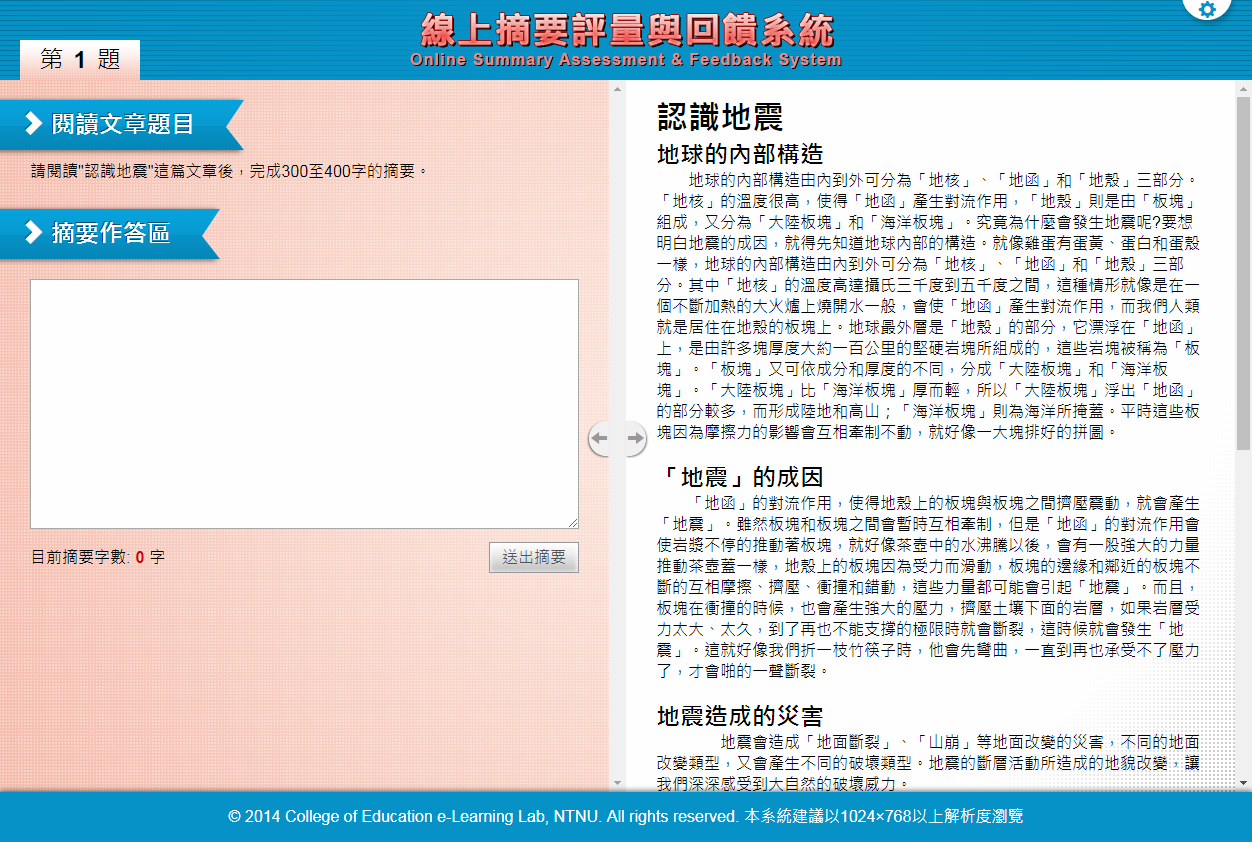 線上摘要評量與回饋系統
Online Summary Assessment & Feedback System
第 1 題
閱讀文章題目
請閱讀"認識地震"這篇文章後，完成300至400字的摘要。
摘要作答區
目前摘要字數: 0 字
送出摘要
認識地震
地球的內部構造
地球的內部構造由內到外可分為「地核」、「地函」和「地殼」三部分。
「地核」的溫度很高，使得「地函」產生對流作用，「地殼」則是由「板塊」
組成，又分為「大陸板塊」和「海洋板塊」。究竟為什麼會發生地震呢?要想
明白地震的成因，就得先知道地球內部的構造。就像雞蛋有蛋黃、蛋白和蛋殼
一樣，地球的內部構造由內到外可分為「地核」、「地函」和「地殼」三部
分。其中「地核」的溫度高達攝氏三千度到五千度之間，這種情形就像是在一
個不斷加熱的大火爐上燒開水一般，會使「地函」產生對流作用，而我們人類
就是居住在地殼的板塊上。地球最外層是「地殼」的部分，它漂浮在「地函」
上，是由許多塊厚度大約一百公里的堅硬岩塊所組成的，這些岩塊被稱為「板
塊」。「板塊」又可依成分和厚度的不同，分成「大陸板塊」和「海洋板
塊」。「大陸板塊」比「海洋板塊」厚而輕，所以「大陸板塊」浮出「地函」
的部分較多，而形成陸地和高山；「海洋板塊」則為海洋所掩蓋。平時這些板
塊因為摩擦力的影響會互相牽制不動，就好像一大塊排好的拼圖。
「地震」的成因
「地函」的對流作用，使得地殼上的板塊與板塊之間擠壓震動，就會產生
「地震」。雖然板塊和板塊之間會暫時互相牽制，但是「地函」的對流作用會
使岩漿不停的推動著板塊，就好像茶壺中的水沸騰以後，會有一股強大的力量
推動茶壺蓋一樣，地殼上的板塊因為受力而滑動，板塊的邊緣和鄰近的板塊不
斷的互相摩擦、擠壓、衝撞和錯動，這些力量都可能會引起「地震」。而且，
板塊在衝撞的時候，也會產生強大的壓力，擠壓土壤下面的岩層，如果岩層受
力太大、太久，到了再也不能支撐的極限時就會斷裂，這時候就會發生「地
震」。這就好像我們折一枝竹筷子時，他會先彎曲，一直到再也承受不了壓力
了，才會啪的一聲斷裂。
地震造成的災害
地震會造成「地面斷裂」、「山崩」等地面改變的災害，不同的地面
改變類型，又會產生不同的破壞類型。地震的斷層活動所造成的地貌改變，讓
我們深深感受到大自然的破壞威力。
© 2014 College of Education e-Learning Lab, NTNU. All rights reserved. 本系統建議以1024×768以上解析度瀏覽